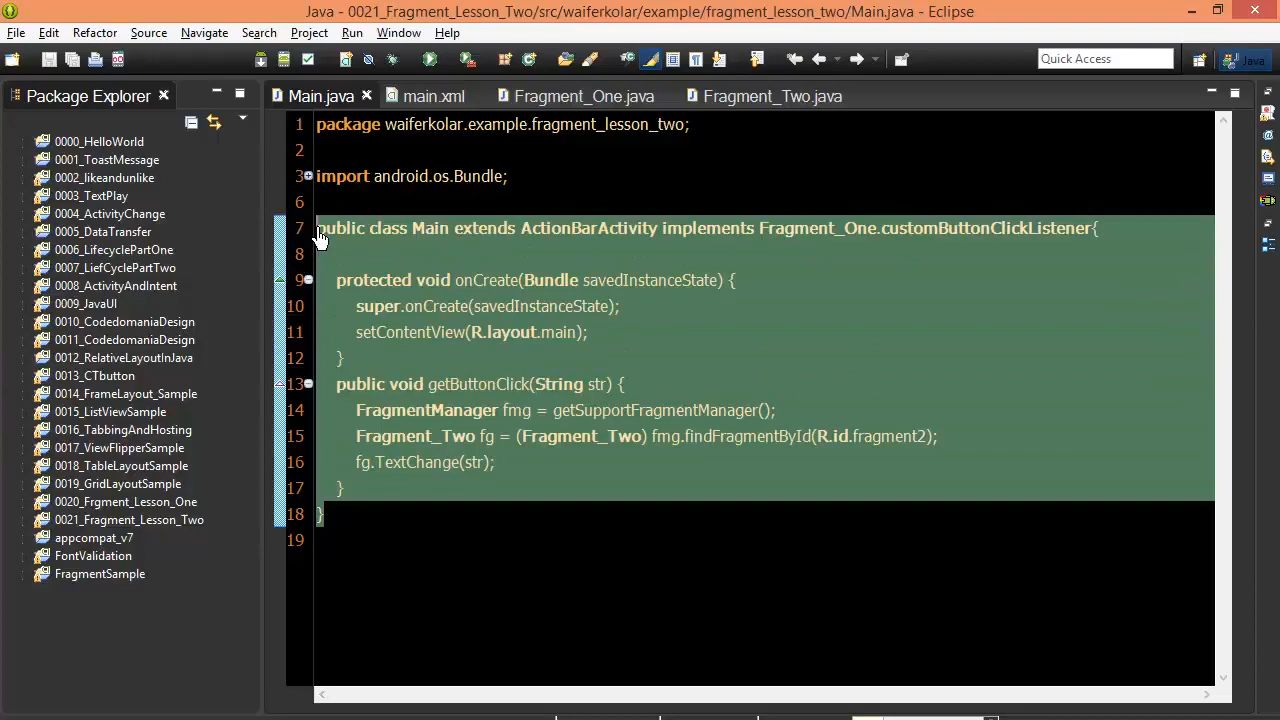 Java - 0021_Fragment_Lesson_Two/src/waiferkolar/example/fragment_lesson_two/Main.java - Eclipse
File Edit Refactor Source Navigate Search Project Run Window Help
Quick Access
Java
Package Explorer
Main.java main.xml Fragment_One.java Fragment_Two.java
0000_HelloWorld
0001_ToastMessage
0002_likeandunlike
0003_TextPlay
0004_ActivityChange
0005_DataTransfer
0006_LifecyclePartOne
0007_LiefCyclePartTwo
0008_ActivityAndIntent
0009_JavaUI
0010_CodedomaniaDesign
0011_CodedomaniaDesign
0012_RelativeLayoutInJava
0013_CTbutton
0014_FrameLayout_Sample
0015_ListViewSample
0016_TabbingAndHosting
0017_ViewFlipperSample
0018_TableLayoutSample
0019_GridLayoutSample
0020_Frgment_Lesson_One
0021_Fragment_Lesson_Two
appcompat_v7
FontValidation
FragmentSample
1 package waiferkolar.example.fragment_lesson_two;
2
3 import android.os.Bundle;
6
7 public class Main extends ActionBarActivity implements Fragment_One.customButtonClickListener{
8
9 protected void onCreate(Bundle savedInstanceState) {
10 super.onCreate(savedInstanceState);
11 setContentView(R.layout.main);
12 }
13 public void getButtonClick(String str) {
14 FragmentManager fmg = getSupportFragmentManager();
15 Fragment_Two fg = (Fragment_Two) fmg.findFragmentById(R.id.fragment2);
16 fg.TextChange(str);
17 }
18 }
19